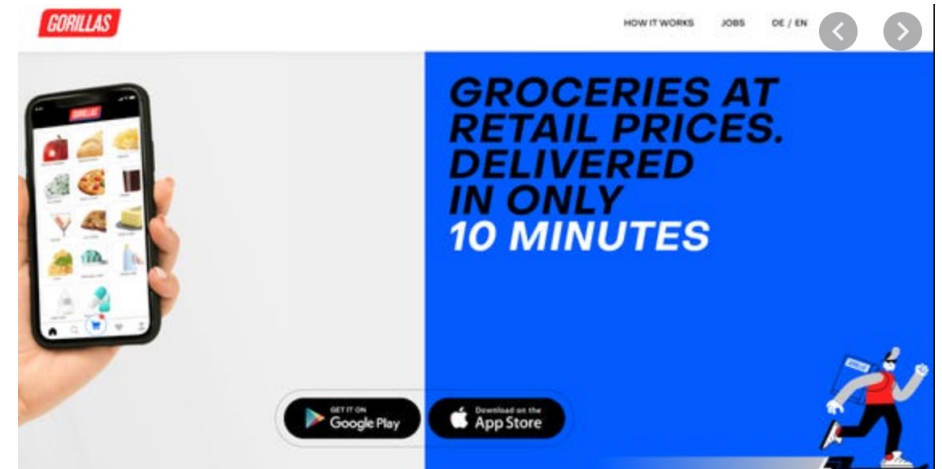 GORILLAS
HOW IT WORKS
JOBS
DE / EN
GORILLAS
GROCERIES AT
RETAIL PRICES.
DELIVERED
IN ONLY
10 MINUTES
GET IT ON
Google Play
Download on the
App Store